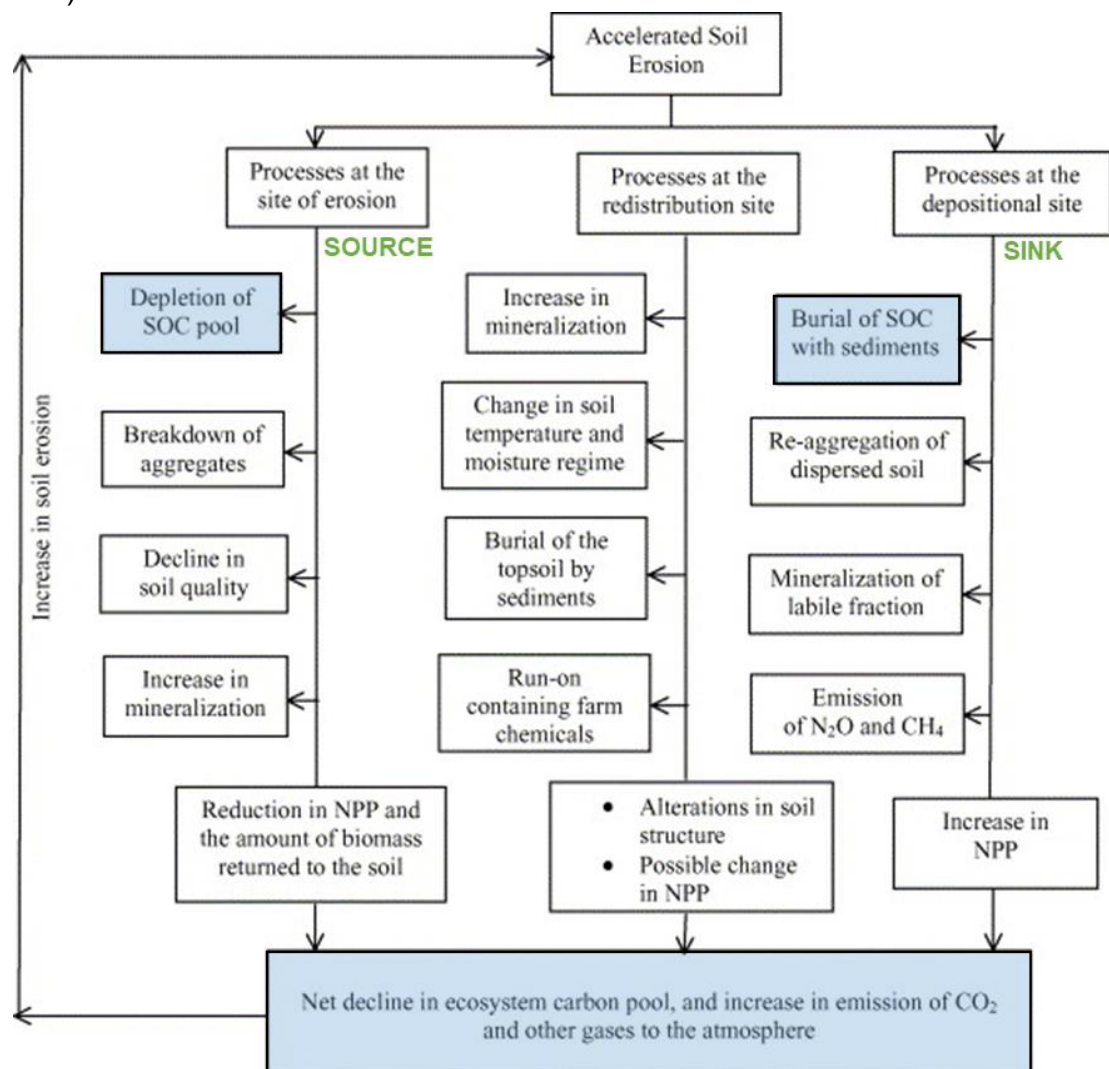 Accelerated Soil
Erosion
Processes at the
site of erosion
SOURCE
Processes at the
redistribution site
Processes at the
depositional site
SINK
Depletion of
SOC pool
Breakdown of
aggregates
Decline in
soil quality
Increase in
mineralization
Reduction in NPP and
the amount of biomass
returned to the soil
Increase in
mineralization
Change in soil
temperature and
moisture regime
Burial of the
topsoil by
sediments
Run-on
containing farm
chemicals
• Alterations in soil
structure
• Possible change
in NPP
Burial of SOC
with sediments
Re-aggregation of
dispersed soil
Mineralization of
labile fraction
Emission
of N₂O and CH₄
Increase in
NPP
Net decline in ecosystem carbon pool, and increase in emission of CO₂
and other gases to the atmosphere
Increase in soil erosion